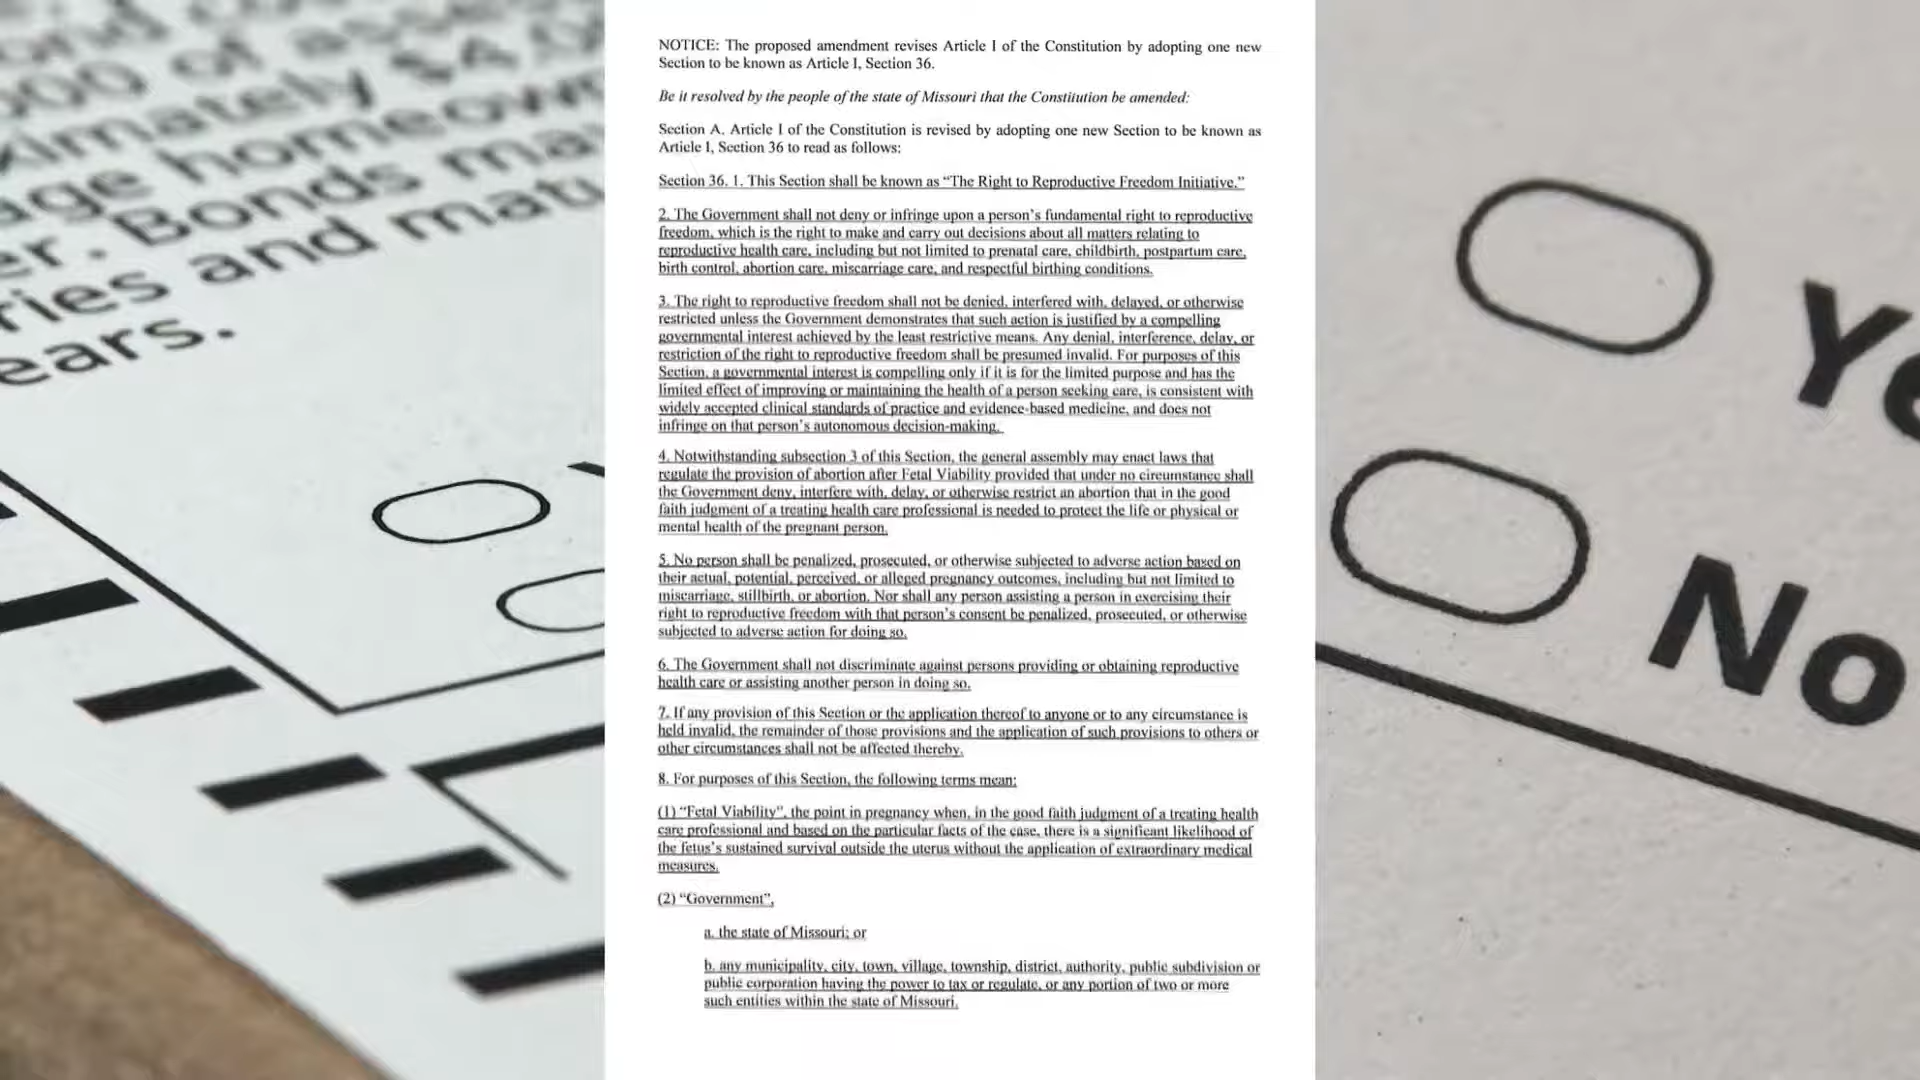 000 of asses
ximately $4.
age homeown
er. Bonds ma
ries and matu
ears.
NOTICE: The proposed amendment revises Article I of the Constitution by adopting one new
Section to be known as Article I, Section 36.
Be it resolved by the people of the state of Missouri that the Constitution be amended:
Section A. Article I of the Constitution is revised by adopting one new Section to be known as
Article I, Section 36 to read as follows:
Section 36. 1. This Section shall be known as “The Right to Reproductive Freedom Initiative.”
2. The Government shall not deny or infringe upon a person’s fundamental right to reproductive
freedom, which is the right to make and carry out decisions about all matters relating to
reproductive health care, including but not limited to prenatal care, childbirth, postpartum care,
birth control, abortion care, miscarriage care, and respectful birthing conditions.
3. The right to reproductive freedom shall not be denied, interfered with, delayed, or otherwise
restricted unless the Government demonstrates that such action is justified by a compelling
governmental interest achieved by the least restrictive means. Any denial, interference, delay, or
restriction of the right to reproductive freedom shall be presumed invalid. For purposes of this
Section, a governmental interest is compelling only if it is for the limited purpose and has the
limited effect of improving or maintaining the health of a person seeking care, is consistent with
widely accepted clinical standards of practice and evidence-based medicine, and does not
infringe on that person’s autonomous decision-making.
4. Notwithstanding subsection 3 of this Section, the general assembly may enact laws that
regulate the provision of abortion after Fetal Viability provided that under no circumstance shall
the Government deny, interfere with, delay, or otherwise restrict an abortion that in the good
faith judgment of a treating health care professional is needed to protect the life or physical or
mental health of the pregnant person.
5. No person shall be penalized, prosecuted, or otherwise subjected to adverse action based on
their actual, potential, perceived, or alleged pregnancy outcomes, including but not limited to
miscarriage, stillbirth, or abortion. Nor shall any person assisting a person in exercising their
right to reproductive freedom with that person’s consent be penalized, prosecuted, or otherwise
subjected to adverse action for doing so.
6. The Government shall not discriminate against persons providing or obtaining reproductive
health care or assisting another person in doing so.
7. If any provision of this Section or the application thereof to anyone or to any circumstance is
held invalid, the remainder of those provisions and the application of such provisions to others or
other circumstances shall not be affected thereby.
8. For purposes of this Section, the following terms mean:
(1) “Fetal Viability”, the point in pregnancy when, in the good faith judgment of a treating health
care professional and based on the particular facts of the case, there is a significant likelihood of
the fetus’s sustained survival outside the uterus without the application of extraordinary medical
measures.
(2) “Government”,
a. the state of Missouri; or
b. any municipality, city, town, village, township, district, authority, public subdivision or
public corporation having the power to tax or regulate, or any portion of two or more
such entities within the state of Missouri.
Ye
No